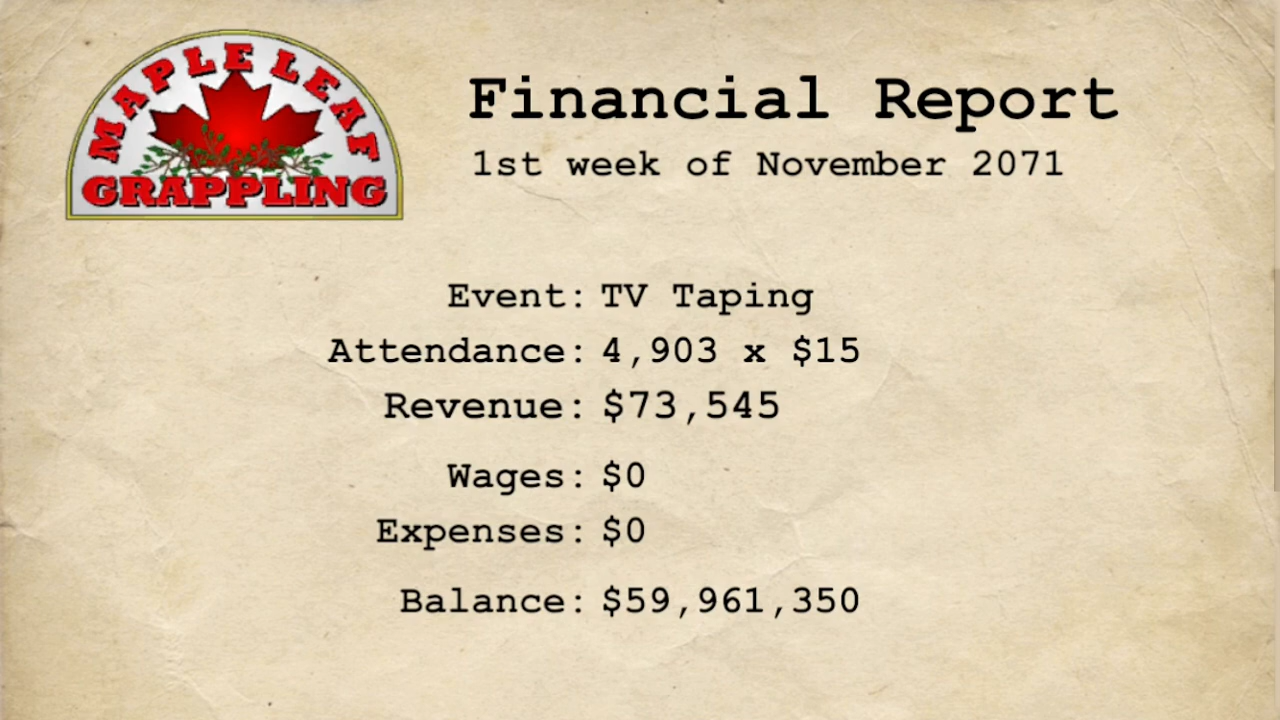 MAPLE LEAF
GRAPPLING
Financial Report
1st week of November 2071
Event: TV Taping
Attendance: 4,903 x $15
Revenue: $73,545
Wages: $0
Expenses: $0
Balance: $59,961,350